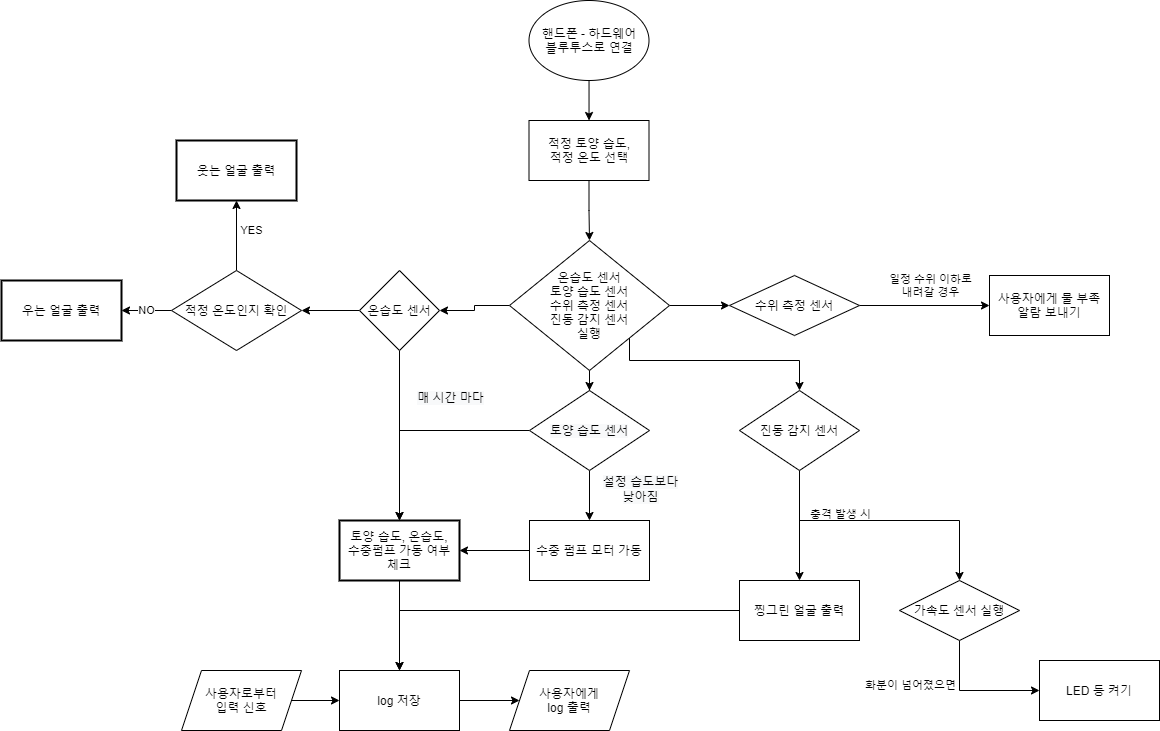 핸드폰 - 하드웨어
블루투스로 연결
적정 토양 습도,
적정 온도 선택
웃는 얼굴 출력
YES
온습도 센서
토양 습도 센서
수위 측정 센서
진동 감지 센서
실행
우는 얼굴 출력
NO
적정 온도인지 확인
온습도 센서
수위 측정 센서
일정 수위 이하로
내려갈 경우
사용자에게 물 부족
알람 보내기
매 시간 마다
토양 습도 센서
진동 감지 센서
설정 습도보다
낮아짐
충격 발생 시
토양 습도, 온습도,
수중펌프 가동 여부
체크
수중 펌프 모터 가동
찡그린 얼굴 출력
가속도 센서 실행
사용자로부터
입력 신호
log 저장
사용자에게
log 출력
화분이 넘어졌으면
LED 등 켜기